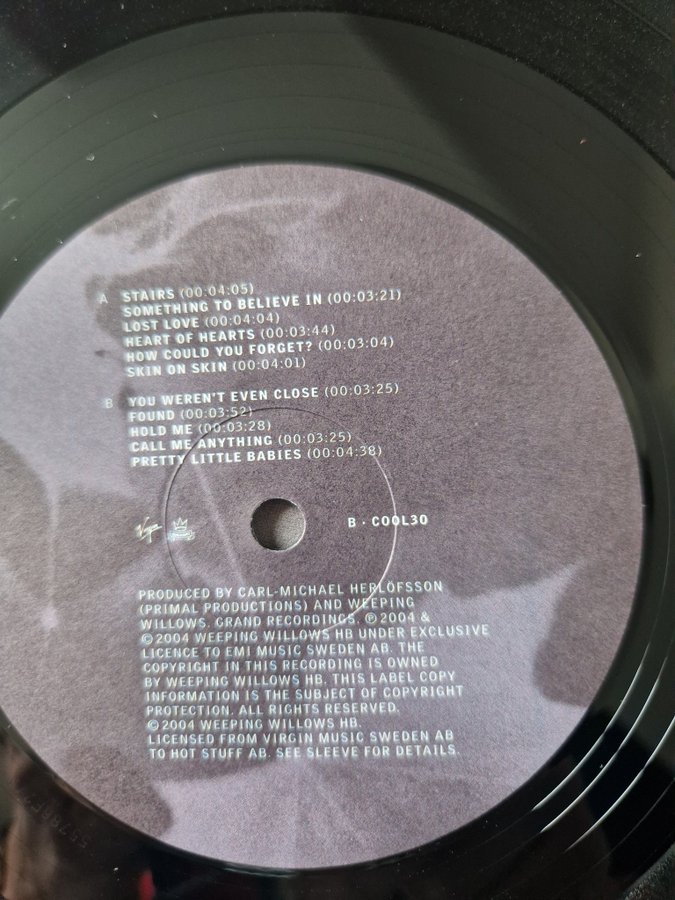 A STAIRS (00:04:05)
SOMETHING TO BELIEVE IN (00:03:21)
LOST LOVE (00:04:04)
HEART OF HEARTS (00:03:44)
HOW COULD YOU FORGET? (00:03:04)
SKIN ON SKIN (00:04:01)
B YOU WEREN'T EVEN CLOSE (00:03:25)
FOUND (00:03:52)
HOLD ME (00:03:28)
CALL ME ANYTHING (00:03:25)
PRETTY LITTLE BABIES (00:04:38)
Virgin
B · COOL30
PRODUCED BY CARL-MICHAEL HERLÖFSSON
(PRIMAL PRODUCTIONS) AND WEEPING
WILLOWS. GRAND RECORDINGS. ℗2004 &
©2004 WEEPING WILLOWS HB UNDER EXCLUSIVE
LICENCE TO EMI MUSIC SWEDEN AB. THE
COPYRIGHT IN THIS RECORDING IS OWNED
BY WEEPING WILLOWS HB. THIS LABEL COPY
INFORMATION IS THE SUBJECT OF COPYRIGHT
PROTECTION. ALL RIGHTS RESERVED.
©2004 WEEPING WILLOWS HB.
LICENSED FROM VIRGIN MUSIC SWEDEN AB
TO HOT STUFF AB. SEE SLEEVE FOR DETAILS.